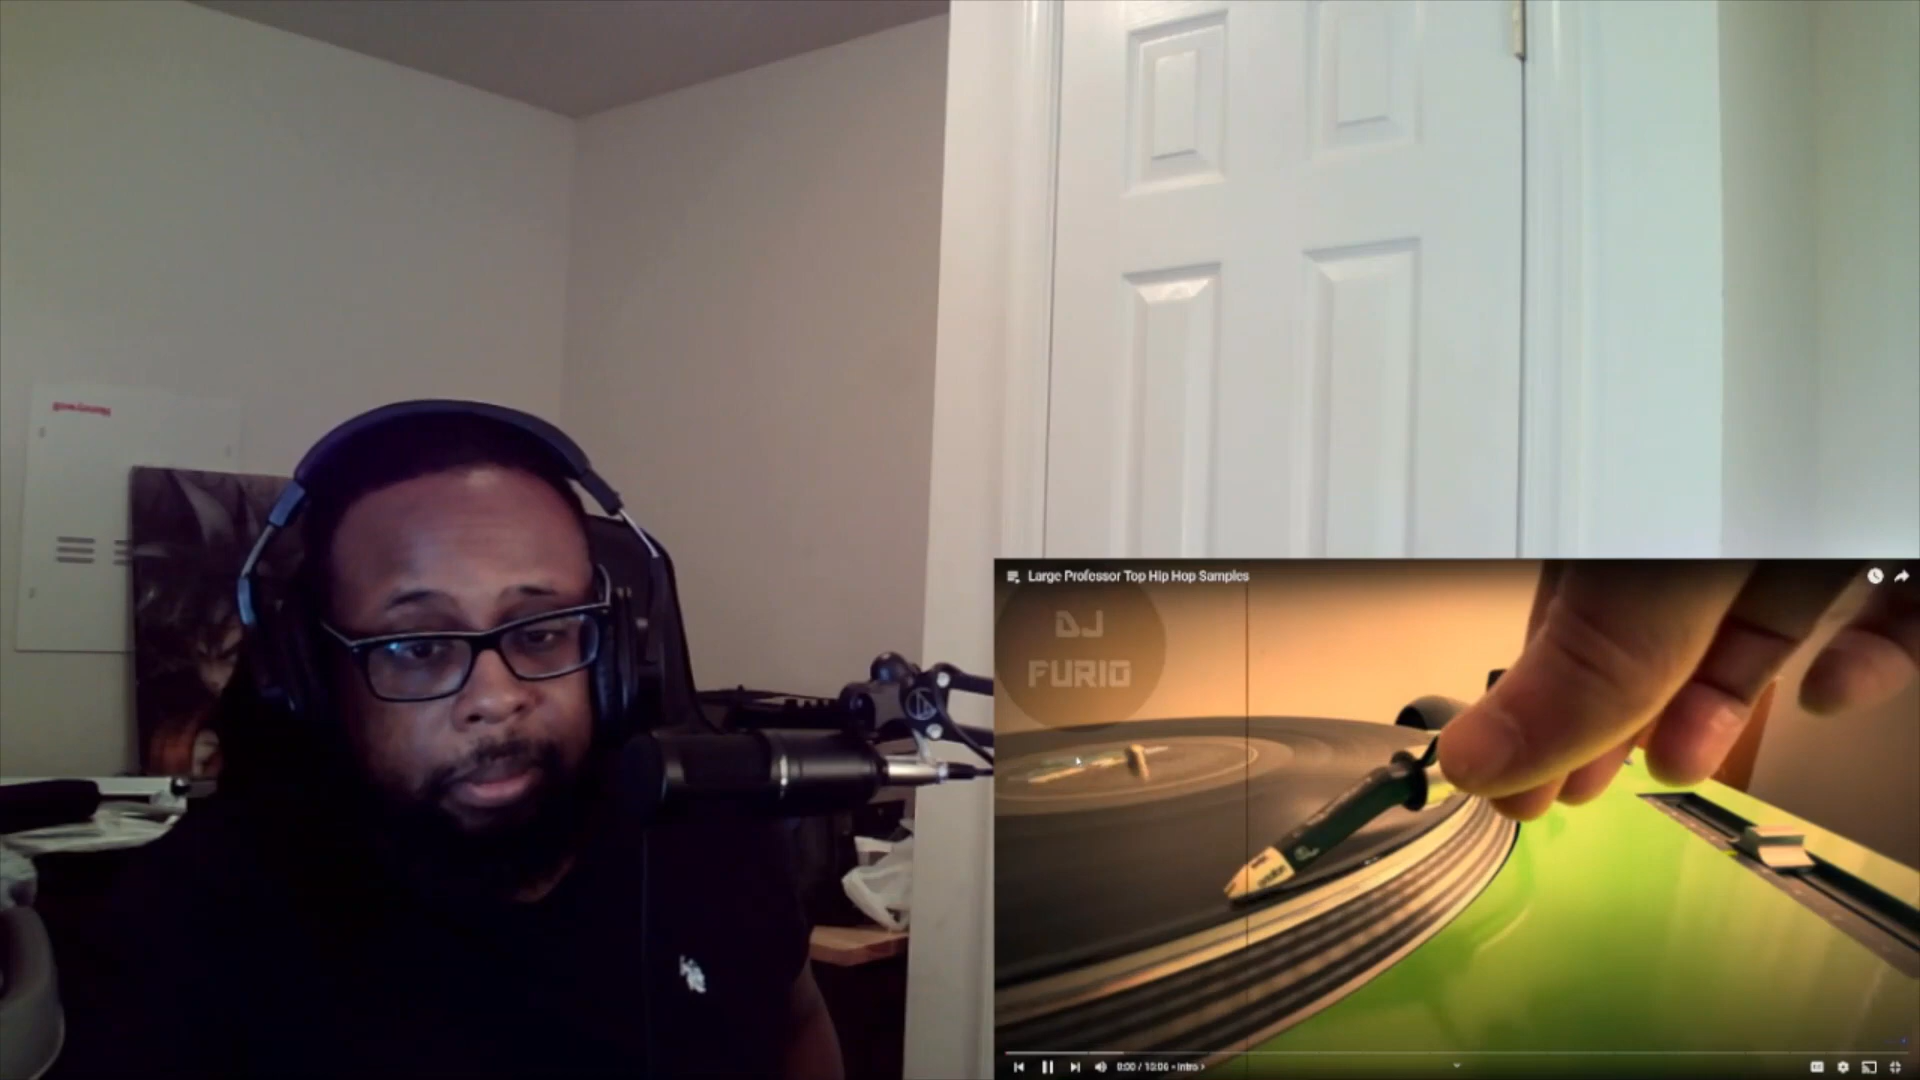 Large Professor Top Hip Hop Samples
DJ
FURIO
0:00 / 10:06 • Intro